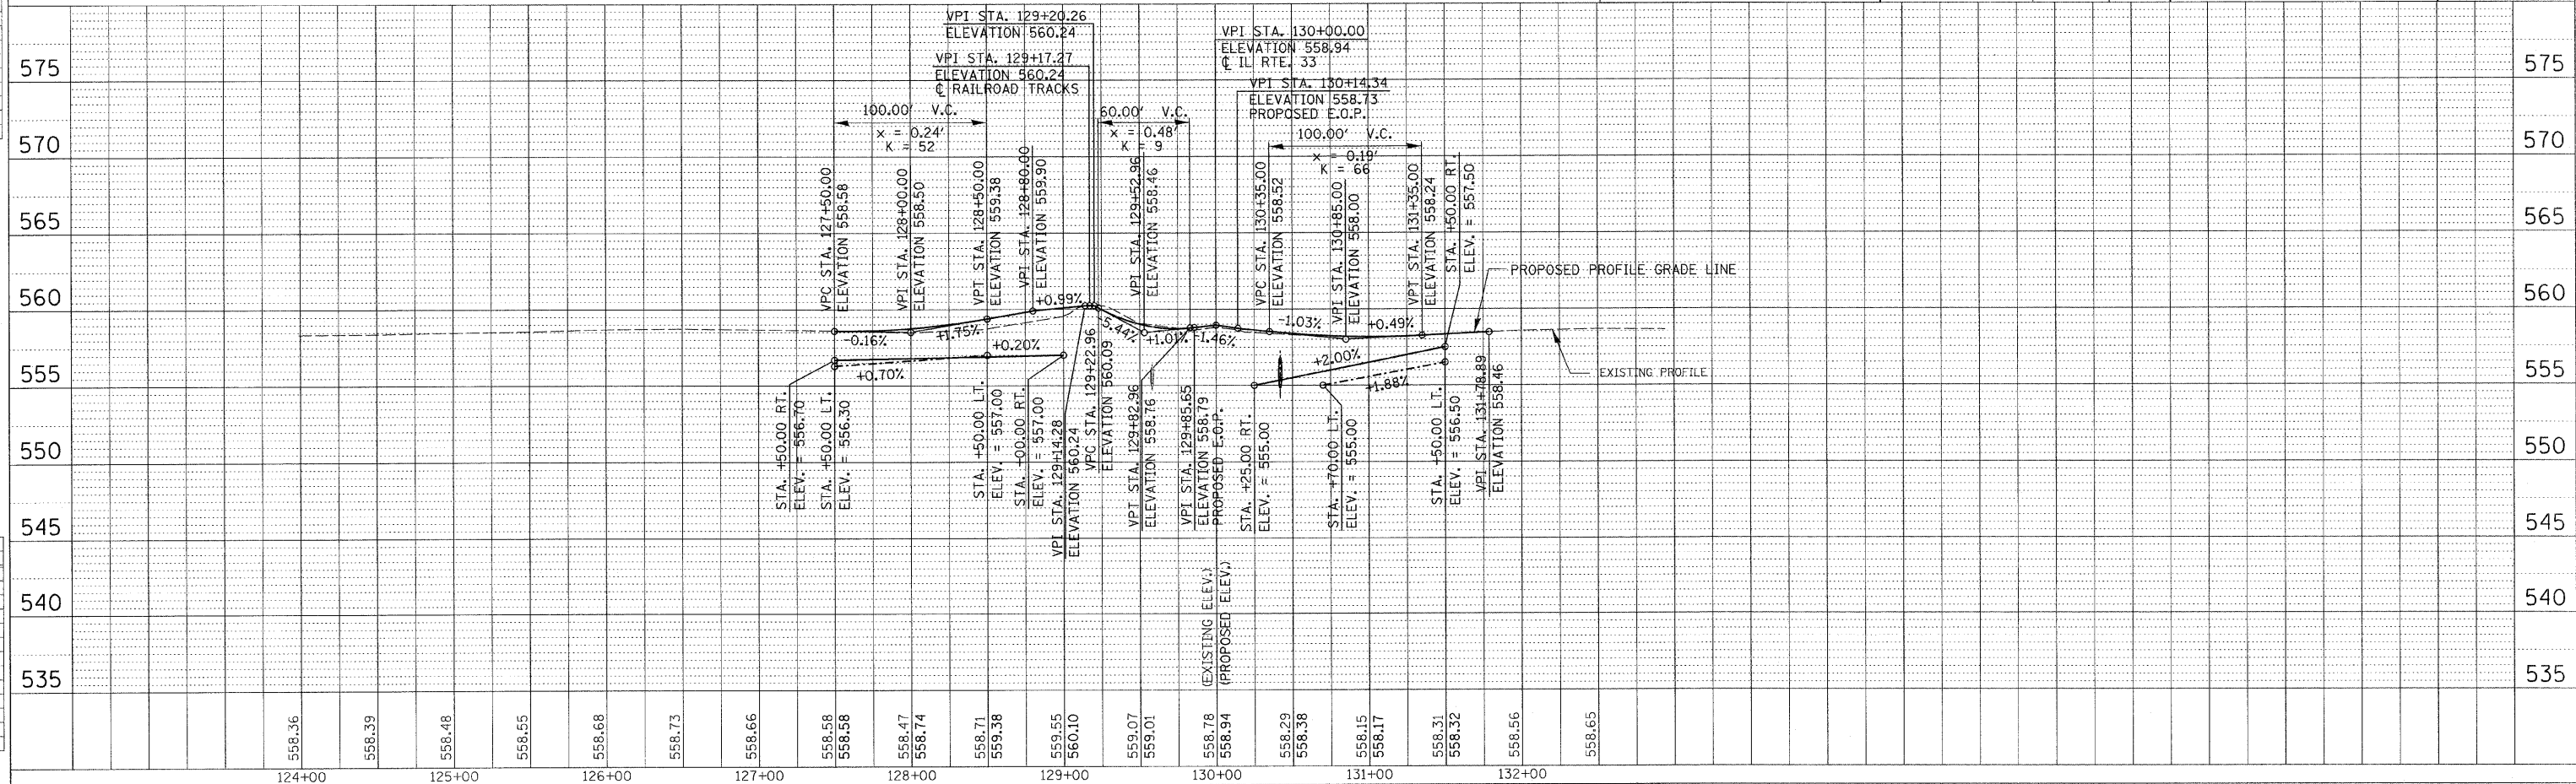 VPI STA. 129+20.26
ELEVATION 560.24
VPI STA. 129+17.27
ELEVATION 560.24
℄ RAILROAD TRACKS
VPI STA. 130+00.00
ELEVATION 558.94
℄ IL RTE. 33
VPI STA. 130+14.34
ELEVATION 558.73
PROPOSED E.O.P.
100.00' V.C.
x = 0.24'
K = 52
60.00' V.C.
x = 0.48'
K = 9
100.00' V.C.
x = 0.19'
K = 66
575
570
565
560
555
550
545
540
535
575
570
565
560
555
550
545
540
535
VPC STA. 127+50.00
ELEVATION 558.58
VPI STA. 128+00.00
ELEVATION 558.50
VPT STA. 128+50.00
ELEVATION 559.38
VPI STA. 128+80.00
ELEVATION 559.90
VPI STA. 129+52.96
ELEVATION 558.46
VPC STA. 130+35.00
ELEVATION 558.52
VPI STA. 130+85.00
ELEVATION 558.00
VPT STA. 131+35.00
ELEVATION 558.24
STA. +50.00 RT.
ELEV. = 557.50
PROPOSED PROFILE GRADE LINE
EXISTING PROFILE
-0.16%
+1.75%
+0.99%
-5.44%
+1.01%
-1.46%
-1.03%
+0.49%
+0.20%
+0.70%
+2.00%
+1.88%
STA. +50.00 RT.
ELEV. = 556.70
STA. +50.00 LT.
ELEV. = 556.30
STA. +50.00 LT.
ELEV. = 557.00
STA. +00.00 RT.
ELEV. = 557.00
VPI STA. 129+14.28
ELEVATION 560.24
VPC STA. 129+22.96
ELEVATION 560.09
VPT STA. 129+82.96
ELEVATION 558.76
VPI STA. 129+85.65
ELEVATION 558.79
PROPOSED E.O.P.
STA. +25.00 RT.
ELEV. = 555.00
STA. +70.00 LT.
ELEV. = 555.00
STA. +50.00 LT.
ELEV. = 556.50
VPI STA. 131+78.89
ELEVATION 558.46
(EXISTING ELEV.)
(PROPOSED ELEV.)
558.36
558.39
558.48
558.55
558.68
558.73
558.66
558.58
558.58
558.47
558.74
558.71
559.38
559.55
560.10
559.07
559.01
558.78
558.94
558.29
558.38
558.15
558.17
558.31
558.32
558.56
558.65
124+00 125+00 126+00 127+00 128+00 129+00 130+00 131+00 132+00